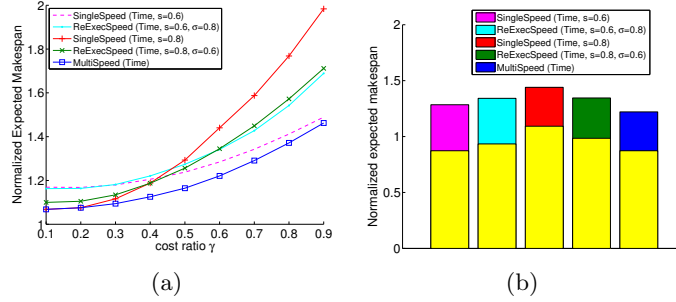 Normalized Expected Makespan
2
1.8
1.6
1.4
1.2
1
SingleSpeed (Time, s=0.6)
ReExecSpeed (Time, s=0.6, σ=0.8)
SingleSpeed (Time, s=0.8)
ReExecSpeed (Time, s=0.8, σ=0.6)
MultiSpeed (Time)
0.1 0.2 0.3 0.4 0.5 0.6 0.7 0.8 0.9
cost ratio γ
(a)
Normalized expected makespan
2
1.5
1
0.5
0
SingleSpeed (Time, s=0.6)
ReExecSpeed (Time, s=0.6, σ=0.8)
SingleSpeed (Time, s=0.8)
ReExecSpeed (Time, s=0.8, σ=0.6)
MultiSpeed (Time)
(b)